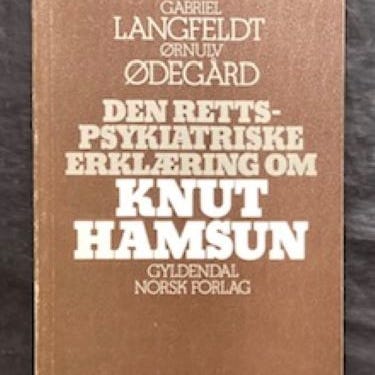 GABRIEL
LANGFELDT
ØRNULV
ØDEGÅRD
DEN RETTS-
PSYKIATRISKE
ERKLÆRING OM
KNUT
HAMSUN
GYLDENDAL
NORSK FORLAG